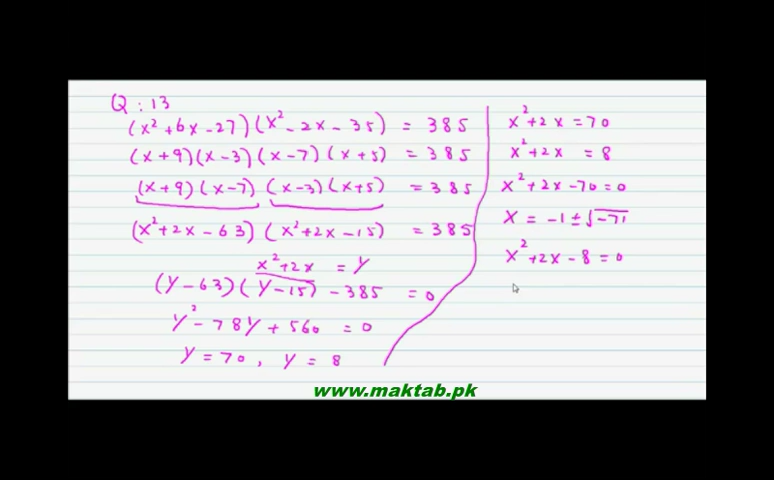 Q : 13
(x² + 6x - 27)(x² - 2x - 35) = 385
(x + 9)(x - 3)(x - 7)(x + 5) = 385
(x + 9)(x - 7)(x - 3)(x + 5) = 385
(x² + 2x - 63)(x² + 2x - 15) = 385
x² + 2x = y
(y - 63)(y - 15) - 385 = 0
y² - 78y + 560 = 0
y = 70, y = 8
x² + 2x = 70
x² + 2x = 8
x² + 2x - 70 = 0
x = -1 ± √-71
x² + 2x - 8 = 0
www.maktab.pk